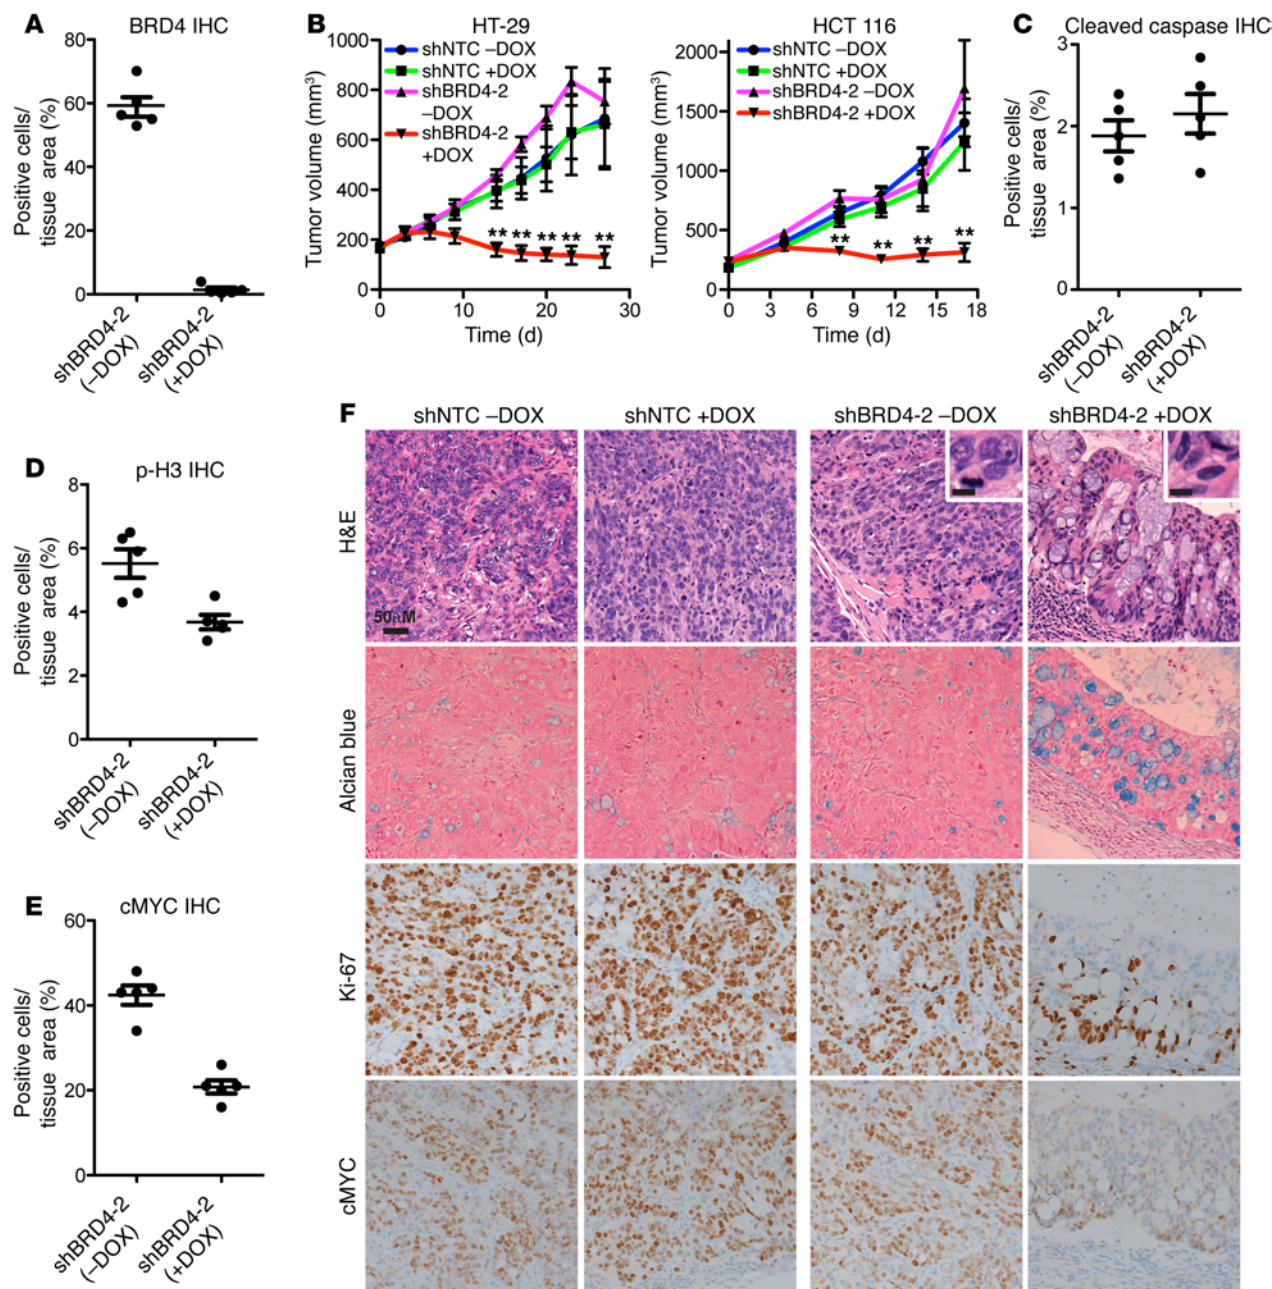 A
BRD4 IHC
Positive cells/
tissue area (%)
80
60
40
20
0
shBRD4-2
(–DOX)
shBRD4-2
(+DOX)
B
HT-29
Tumor volume (mm³)
1000
800
600
400
200
0
shNTC –DOX
shNTC +DOX
shBRD4-2
–DOX
shBRD4-2
+DOX
** ** ** ** **
0 10 20 30
Time (d)
HCT 116
Tumor volume (mm³)
2000
1500
1000
500
0
shNTC –DOX
shNTC +DOX
shBRD4-2 –DOX
shBRD4-2 +DOX
** ** ** **
0 3 6 9 12 15 18
Time (d)
C
Cleaved caspase IHC
Positive cells/
tissue area (%)
3
2
1
0
shBRD4-2
(–DOX)
shBRD4-2
(+DOX)
D
p-H3 IHC
Positive cells/
tissue area (%)
8
6
4
2
0
shBRD4-2
(–DOX)
shBRD4-2
(+DOX)
E
cMYC IHC
Positive cells/
tissue area (%)
60
40
20
0
shBRD4-2
(–DOX)
shBRD4-2
(+DOX)
F
shNTC –DOX shNTC +DOX shBRD4-2 –DOX shBRD4-2 +DOX
H&E
50μM
Alcian blue
Ki-67
cMYC